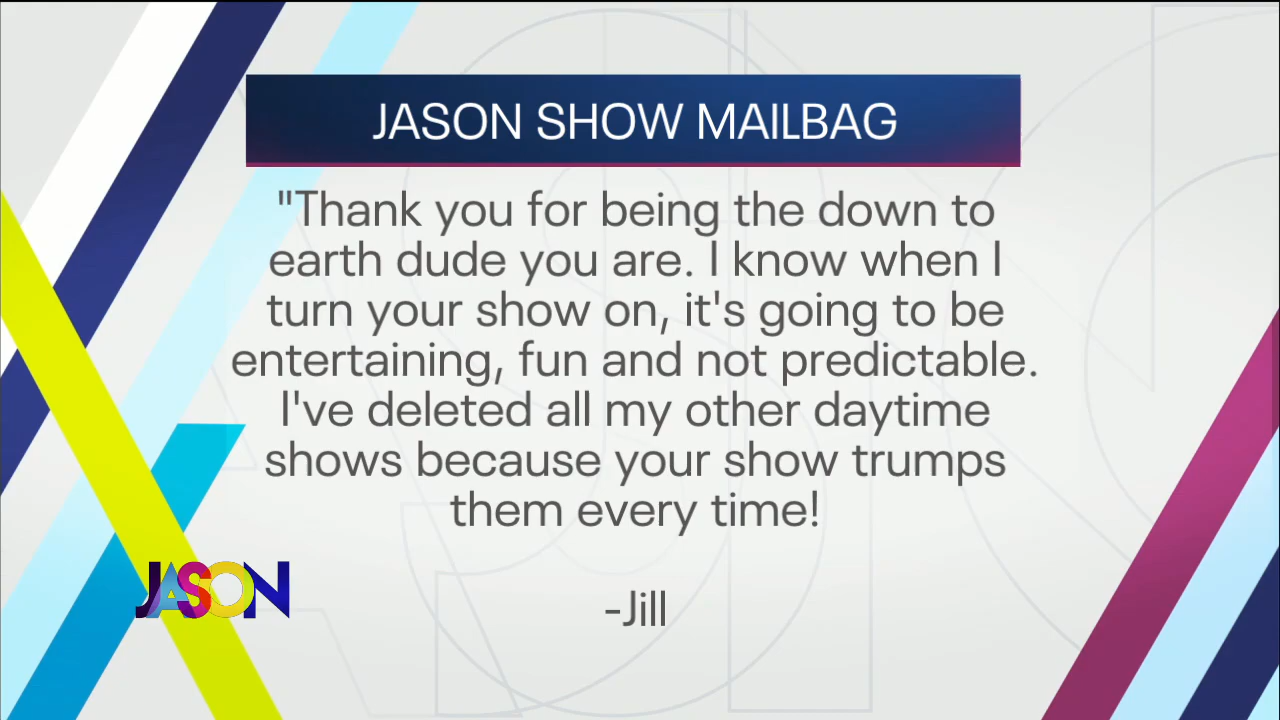 JASON SHOW MAILBAG
"Thank you for being the down to
earth dude you are. I know when I
turn your show on, it's going to be
entertaining, fun and not predictable.
I've deleted all my other daytime
shows because your show trumps
them every time!
-Jill
JASON